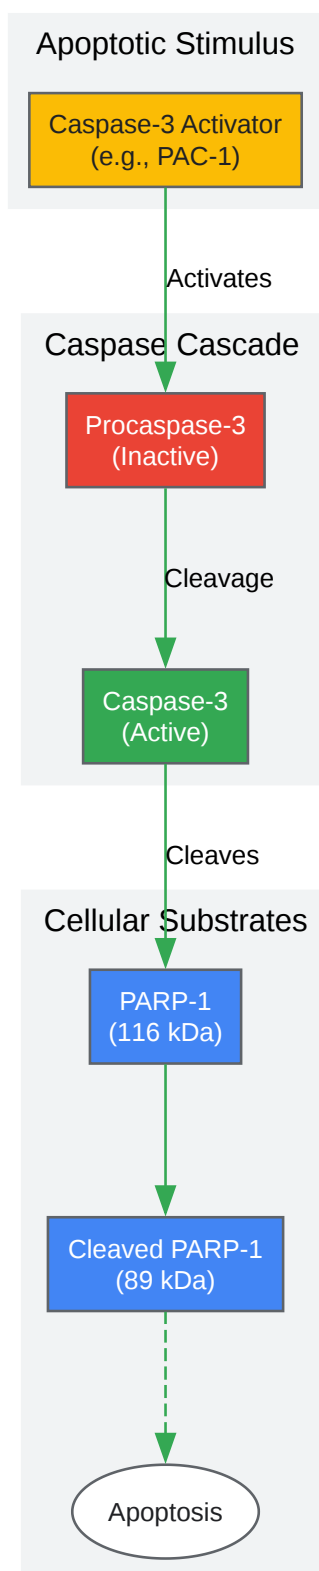 Apoptotic Stimulus
Caspase-3 Activator
(e.g., PAC-1)
Activates
Caspase Cascade
Procaspase-3
(Inactive)
Cleavage
Caspase-3
(Active)
Cleaves
Cellular Substrates
PARP-1
(116 kDa)
Cleaved PARP-1
(89 kDa)
Apoptosis